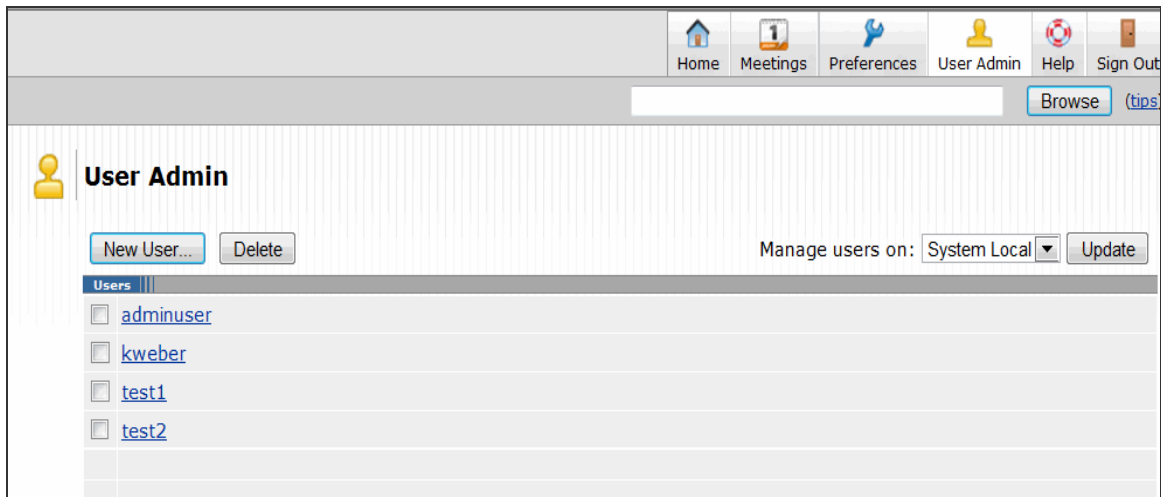 Home Meetings Preferences User Admin Help Sign Out
Browse (tips)
User Admin
New User... Delete Manage users on: System Local Update
Users
adminuser
kweber
test1
test2